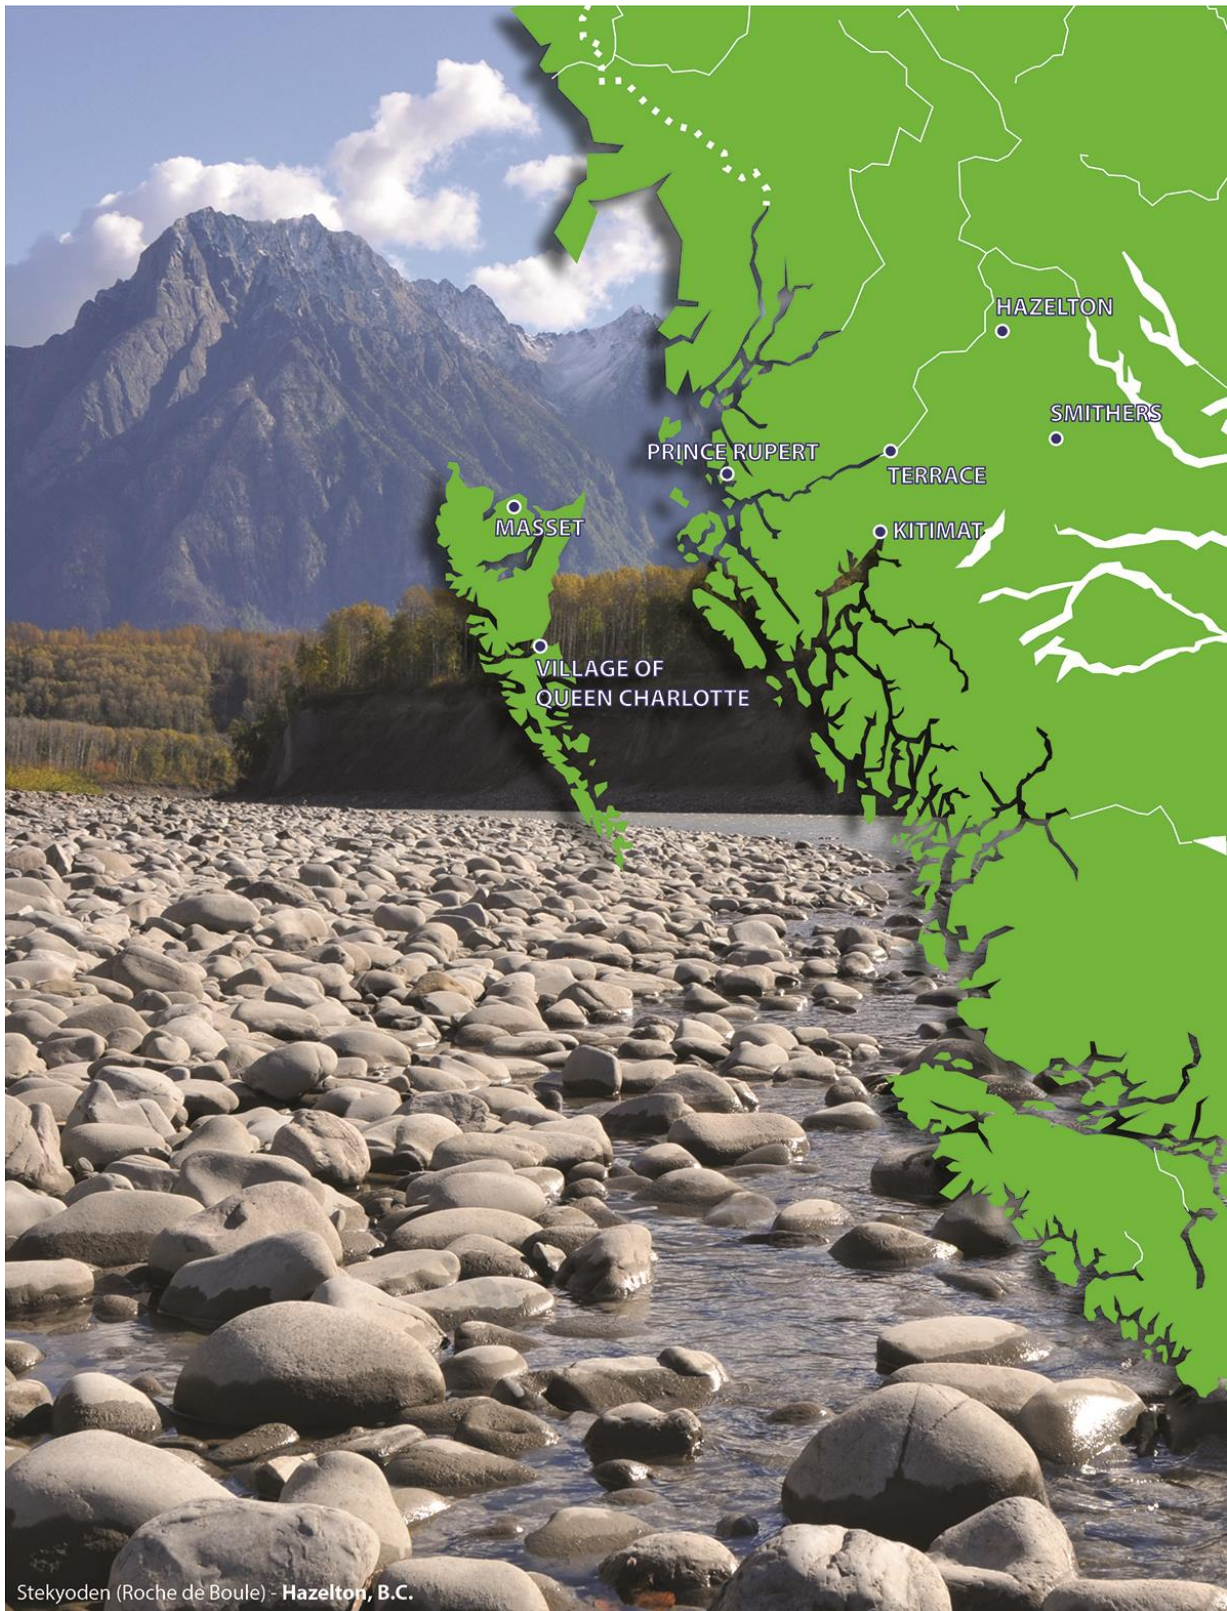 HAZELTON
SMITHERS
PRINCE RUPERT
TERRACE
MASSET
KITIMAT
VILLAGE OF
QUEEN CHARLOTTE
Stekyoden (Roche de Boule) - Hazelton, B.C.